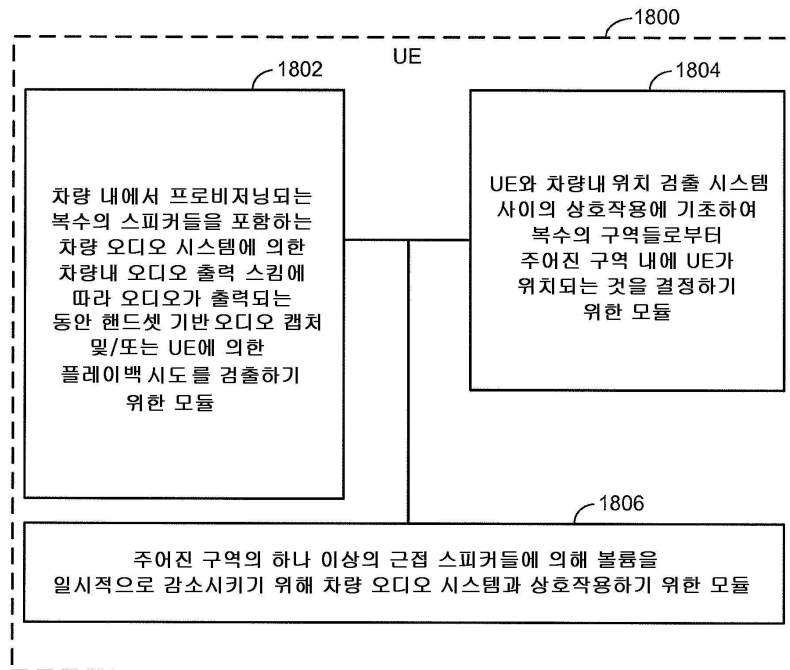 1800
UE
1802
차량 내에서 프로비저닝되는
복수의 스피커들을 포함하는
차량 오디오 시스템에 의한
차량내 오디오 출력 스킴에
따라 오디오가 출력되는
동안 핸드셋 기반 오디오 캡처
및/또는 UE에 의한
플레이백 시도를 검출하기
위한 모듈
1804
UE와 차량내 위치 검출 시스템
사이의 상호작용에 기초하여
복수의 구역들로부터
주어진 구역 내에 UE가
위치되는 것을 결정하기
위한 모듈
1806
주어진 구역의 하나 이상의 근접 스피커들에 의해 볼륨을
일시적으로 감소시키기 위해 차량 오디오 시스템과 상호작용하기 위한 모듈